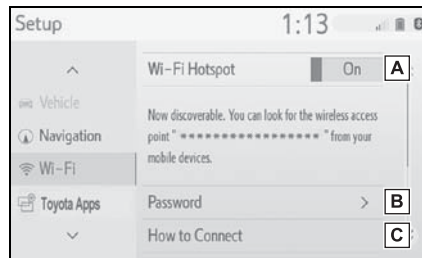 Setup 1:13
Wi-Fi Hotspot On A
Vehicle
Now discoverable. You can look for the wireless access
point " ***************** " from your
mobile devices.
Navigation
Wi-Fi
Toyota Apps
Password > B
How to Connect C